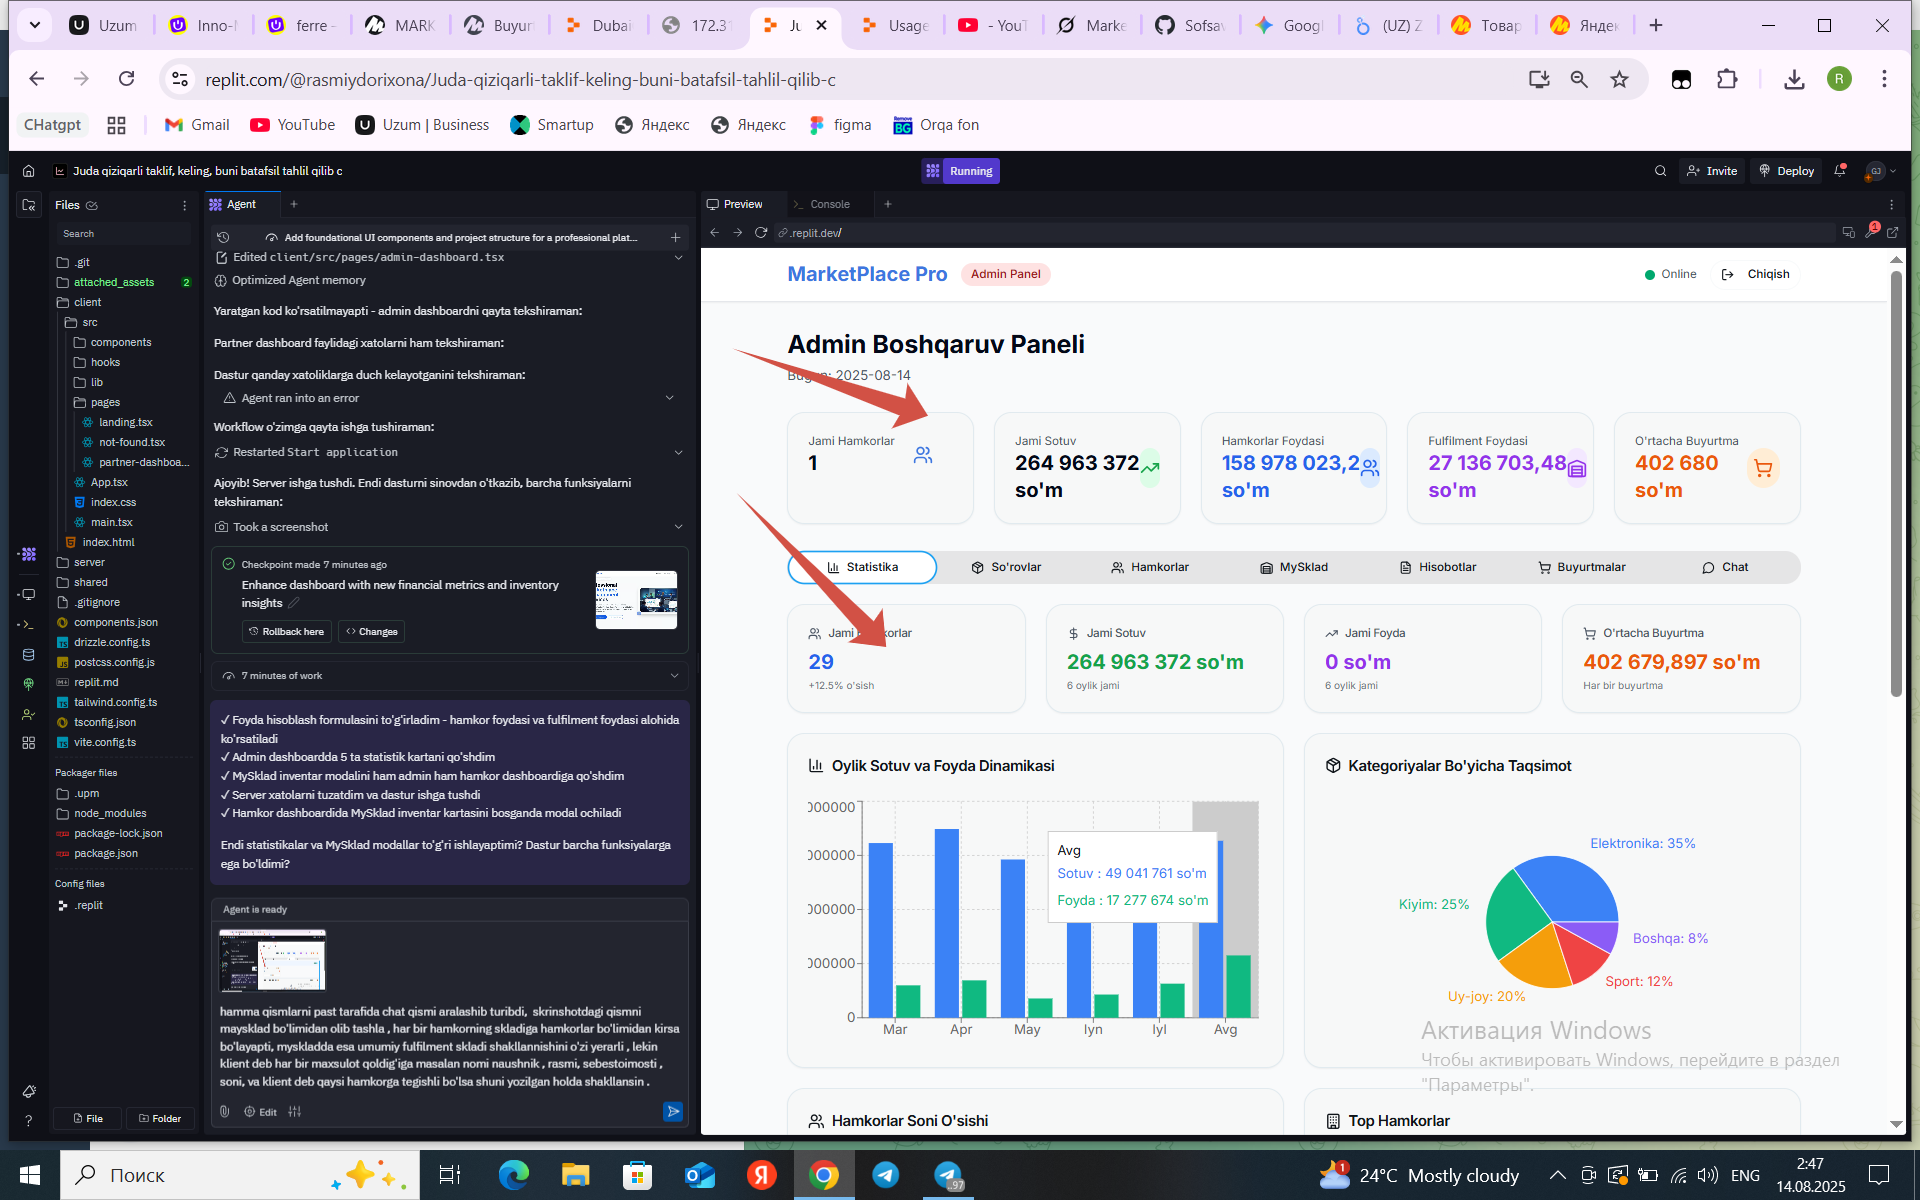 Uzum
Inno-M
ferre -
MARK
Buyur
Dubai
172.31
Ju
Usage
- YouT
Marke
Sofsav
Googl
(UZ) Z
Товар
Яндек
replit.com/@rasmiydorixona/Juda-qiziqarli-taklif-keling-buni-batafsil-tahlil-qilib-c
R
CHatgpt
Gmail
YouTube
Uzum | Business
Smartup
Яндекс
Яндекс
figma
Orqa fon
Juda qiziqarli taklif, keling, buni batafsil tahlil qilib c
Running
Invite
Deploy
GJ
Files
Search
.git
attached_assets 2
client
src
components
hooks
lib
pages
landing.tsx
not-found.tsx
partner-dashboa...
App.tsx
index.css
main.tsx
index.html
server
shared
.gitignore
components.json
drizzle.config.ts
postcss.config.js
replit.md
tailwind.config.ts
tsconfig.json
vite.config.ts
Packager files
.upm
node_modules
package-lock.json
package.json
Config files
.replit
File
Folder
Agent
Add foundational UI components and project structure for a professional plat...
Edited client/src/pages/admin-dashboard.tsx
Optimized Agent memory
Yaratgan kod ko'rsatilmayapti - admin dashboardni qayta tekshiraman:
Partner dashboard faylidagi xatolarni ham tekshiraman:
Dastur qanday xatoliklarga duch kelayotganini tekshiraman:
Agent ran into an error
Workflow o'zimga qayta ishga tushiraman:
Restarted Start application
Ajoyib! Server ishga tushdi. Endi dasturni sinovdan o'tkazib, barcha funksiyalarni
tekshiraman:
Took a screenshot
Checkpoint made 7 minutes ago
Enhance dashboard with new financial metrics and inventory
insights
Rollback here
Changes
7 minutes of work
✓ Foyda hisoblash formulasini to'g'irladim - hamkor foydasi va fulfilment foydasi alohida
ko'rsatiladi
✓ Admin dashboardda 5 ta statistik kartani qo'shdim
✓ MySklad inventar modalini ham admin ham hamkor dashboardiga qo'shdim
✓ Server xatolarni tuzatdim va dastur ishga tushdi
✓ Hamkor dashboardida MySklad inventar kartasini bosganda modal ochiladi
Endi statistikalar va MySklad modallar to'g'ri ishlayaptimi? Dastur barcha funksiyalarga
ega bo'ldimi?
Agent is ready
hamma qismlarni past tarafida chat qismi aralashib turibdi, skrinshotdagi qismni
maysklad bo'limidan olib tashla , har bir hamkorning skladiga hamkorlar bo'limidan kirsa
bo'layapti, myskladda esa umumiy fulfilment skladi shakllannishini o'zi yerarli , lekin
klient deb har bir maxsulot qoldig'iga masalan nomi naushnik , rasmi, sebestoimosti ,
soni, va klient deb qaysi hamkorga tegishli bo'lsa shuni yozilgan holda shakllansin .
Edit
Preview
Console
.replit.dev/
1
MarketPlace Pro
Admin Panel
Online
Chiqish
Admin Boshqaruv Paneli
2025-08-14
Jami Hamkorlar
1
Jami Sotuv
264 963 372
so'm
Hamkorlar Foydasi
158 978 023,2
so'm
Fulfilment Foydasi
27 136 703,48
so'm
O'rtacha Buyurtma
402 680
so'm
Statistika
So'rovlar
Hamkorlar
MySklad
Hisobotlar
Buyurtmalar
Chat
29
+12.5% o'sish
Jami Sotuv
264 963 372 so'm
6 oylik jami
Jami Foyda
0 so'm
6 oylik jami
O'rtacha Buyurtma
402 679,897 so'm
Har bir buyurtma
Oylik Sotuv va Foyda Dinamikasi
000000
000000
000000
000000
0
Avg
Sotuv : 49 041 761 so'm
Foyda : 17 277 674 so'm
Mar
Apr
May
Iyn
Iyl
Avg
Kategoriyalar Bo'yicha Taqsimot
Elektronika: 35%
Kiyim: 25%
Boshqa: 8%
Sport: 12%
Uy-joy: 20%
Hamkorlar Soni O'sishi
Top Hamkorlar
Активация Windows
Чтобы активировать Windows, перейдите в раздел
"Параметры".
Поиск
97
1
24°C Mostly cloudy
ENG
2:47
14.08.2025